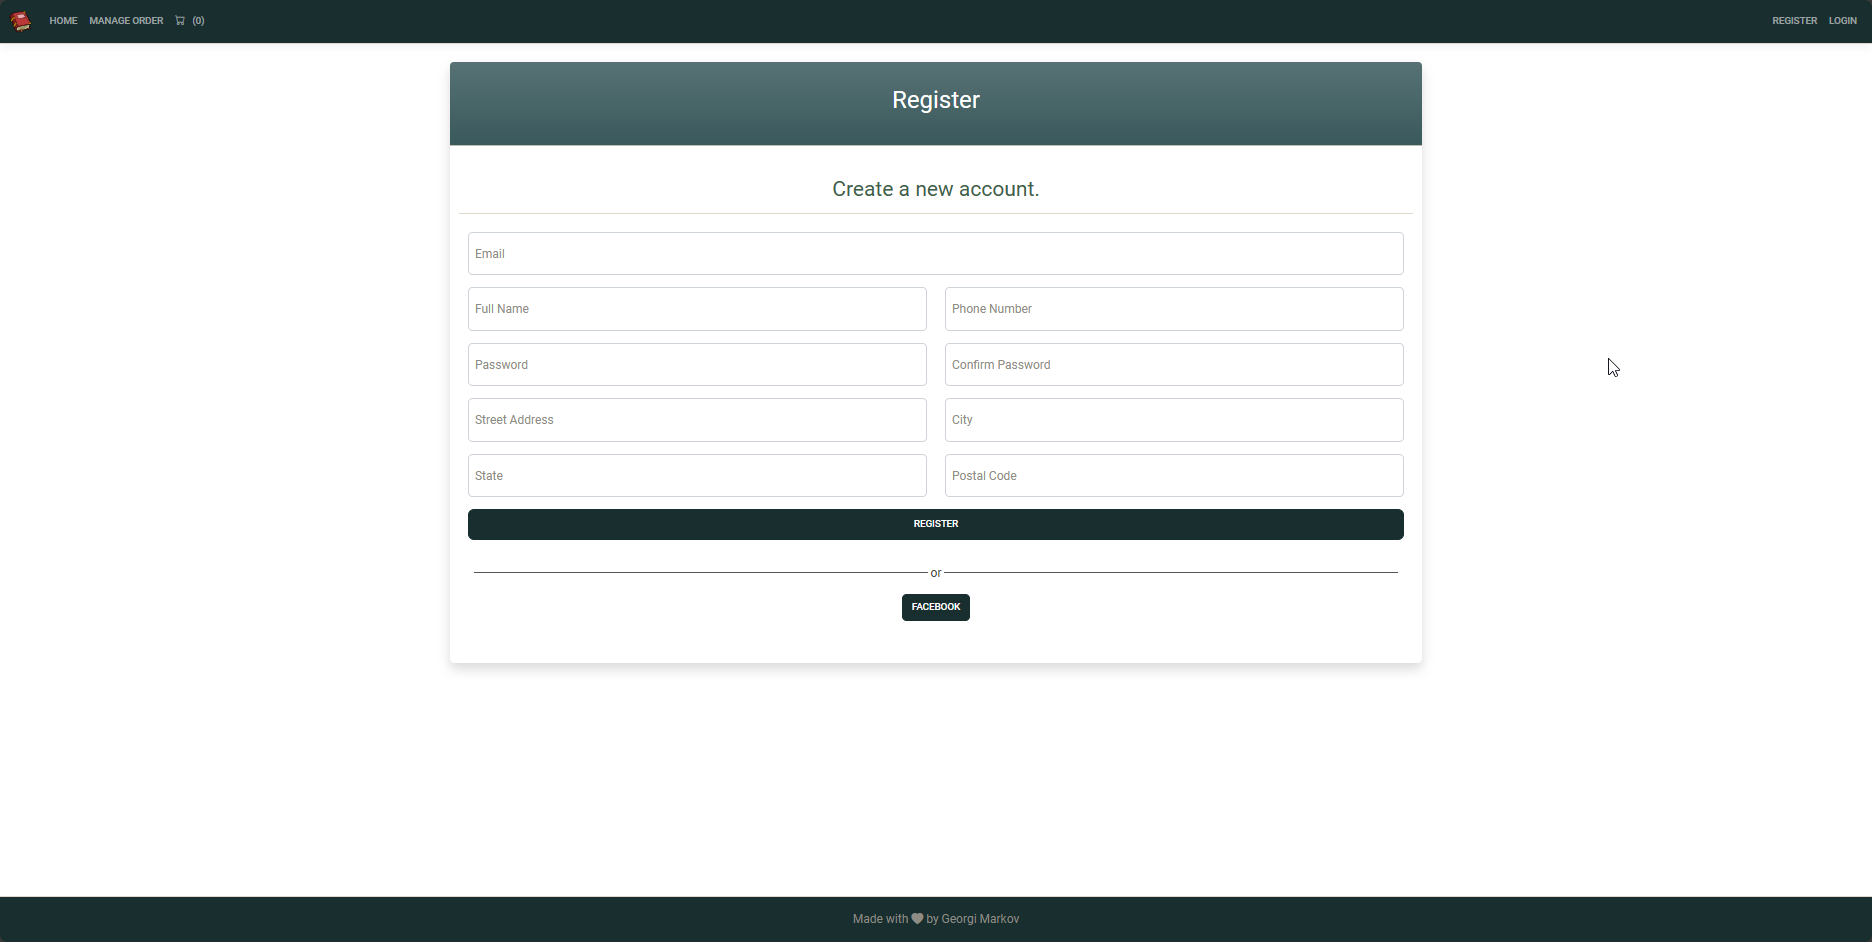 HOME MANAGE ORDER (0) REGISTER LOGIN
Register
Create a new account.
Email
Full Name Phone Number
Password Confirm Password
Street Address City
State Postal Code
REGISTER
or
FACEBOOK
Made with 🖤 by Georgi Markov